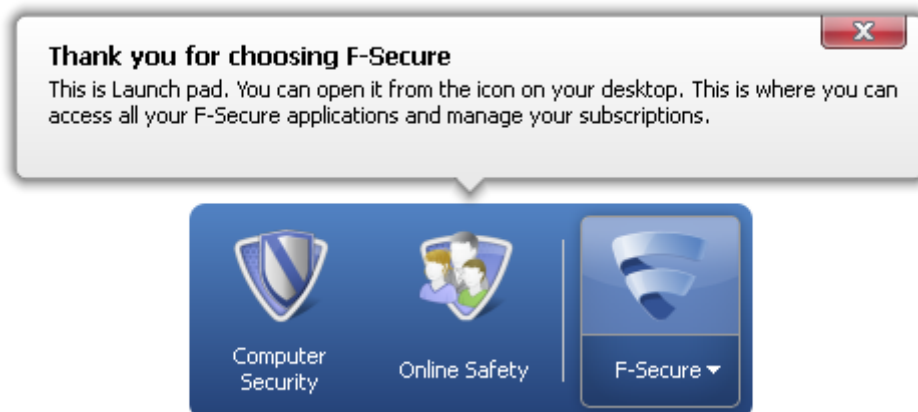 Thank you for choosing F-Secure
This is Launch pad. You can open it from the icon on your desktop. This is where you can
access all your F-Secure applications and manage your subscriptions.
Computer
Security
Online Safety
F-Secure